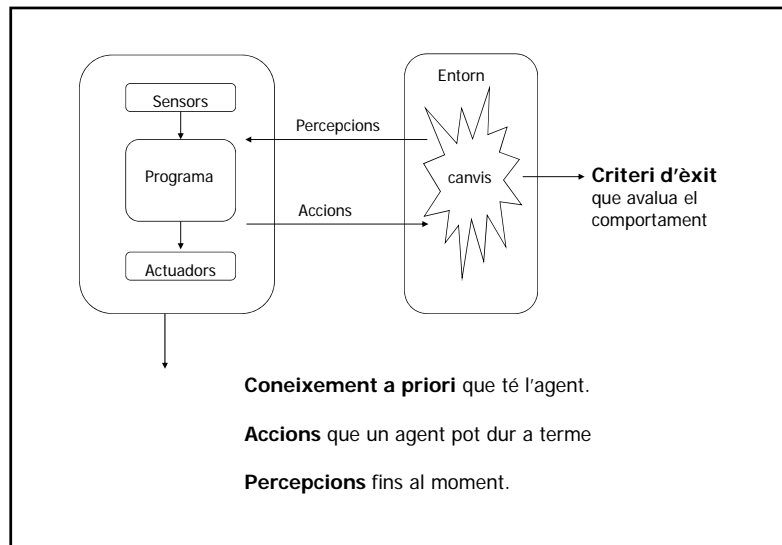 Sensors
Programa
Actuadors
Percepcions
Accions
Entorn
canvis
Criteri d'èxit
que avalua el
comportament
Coneixement a priori que té l'agent.
Accions que un agent pot dur a terme
Percepcions fins al moment.